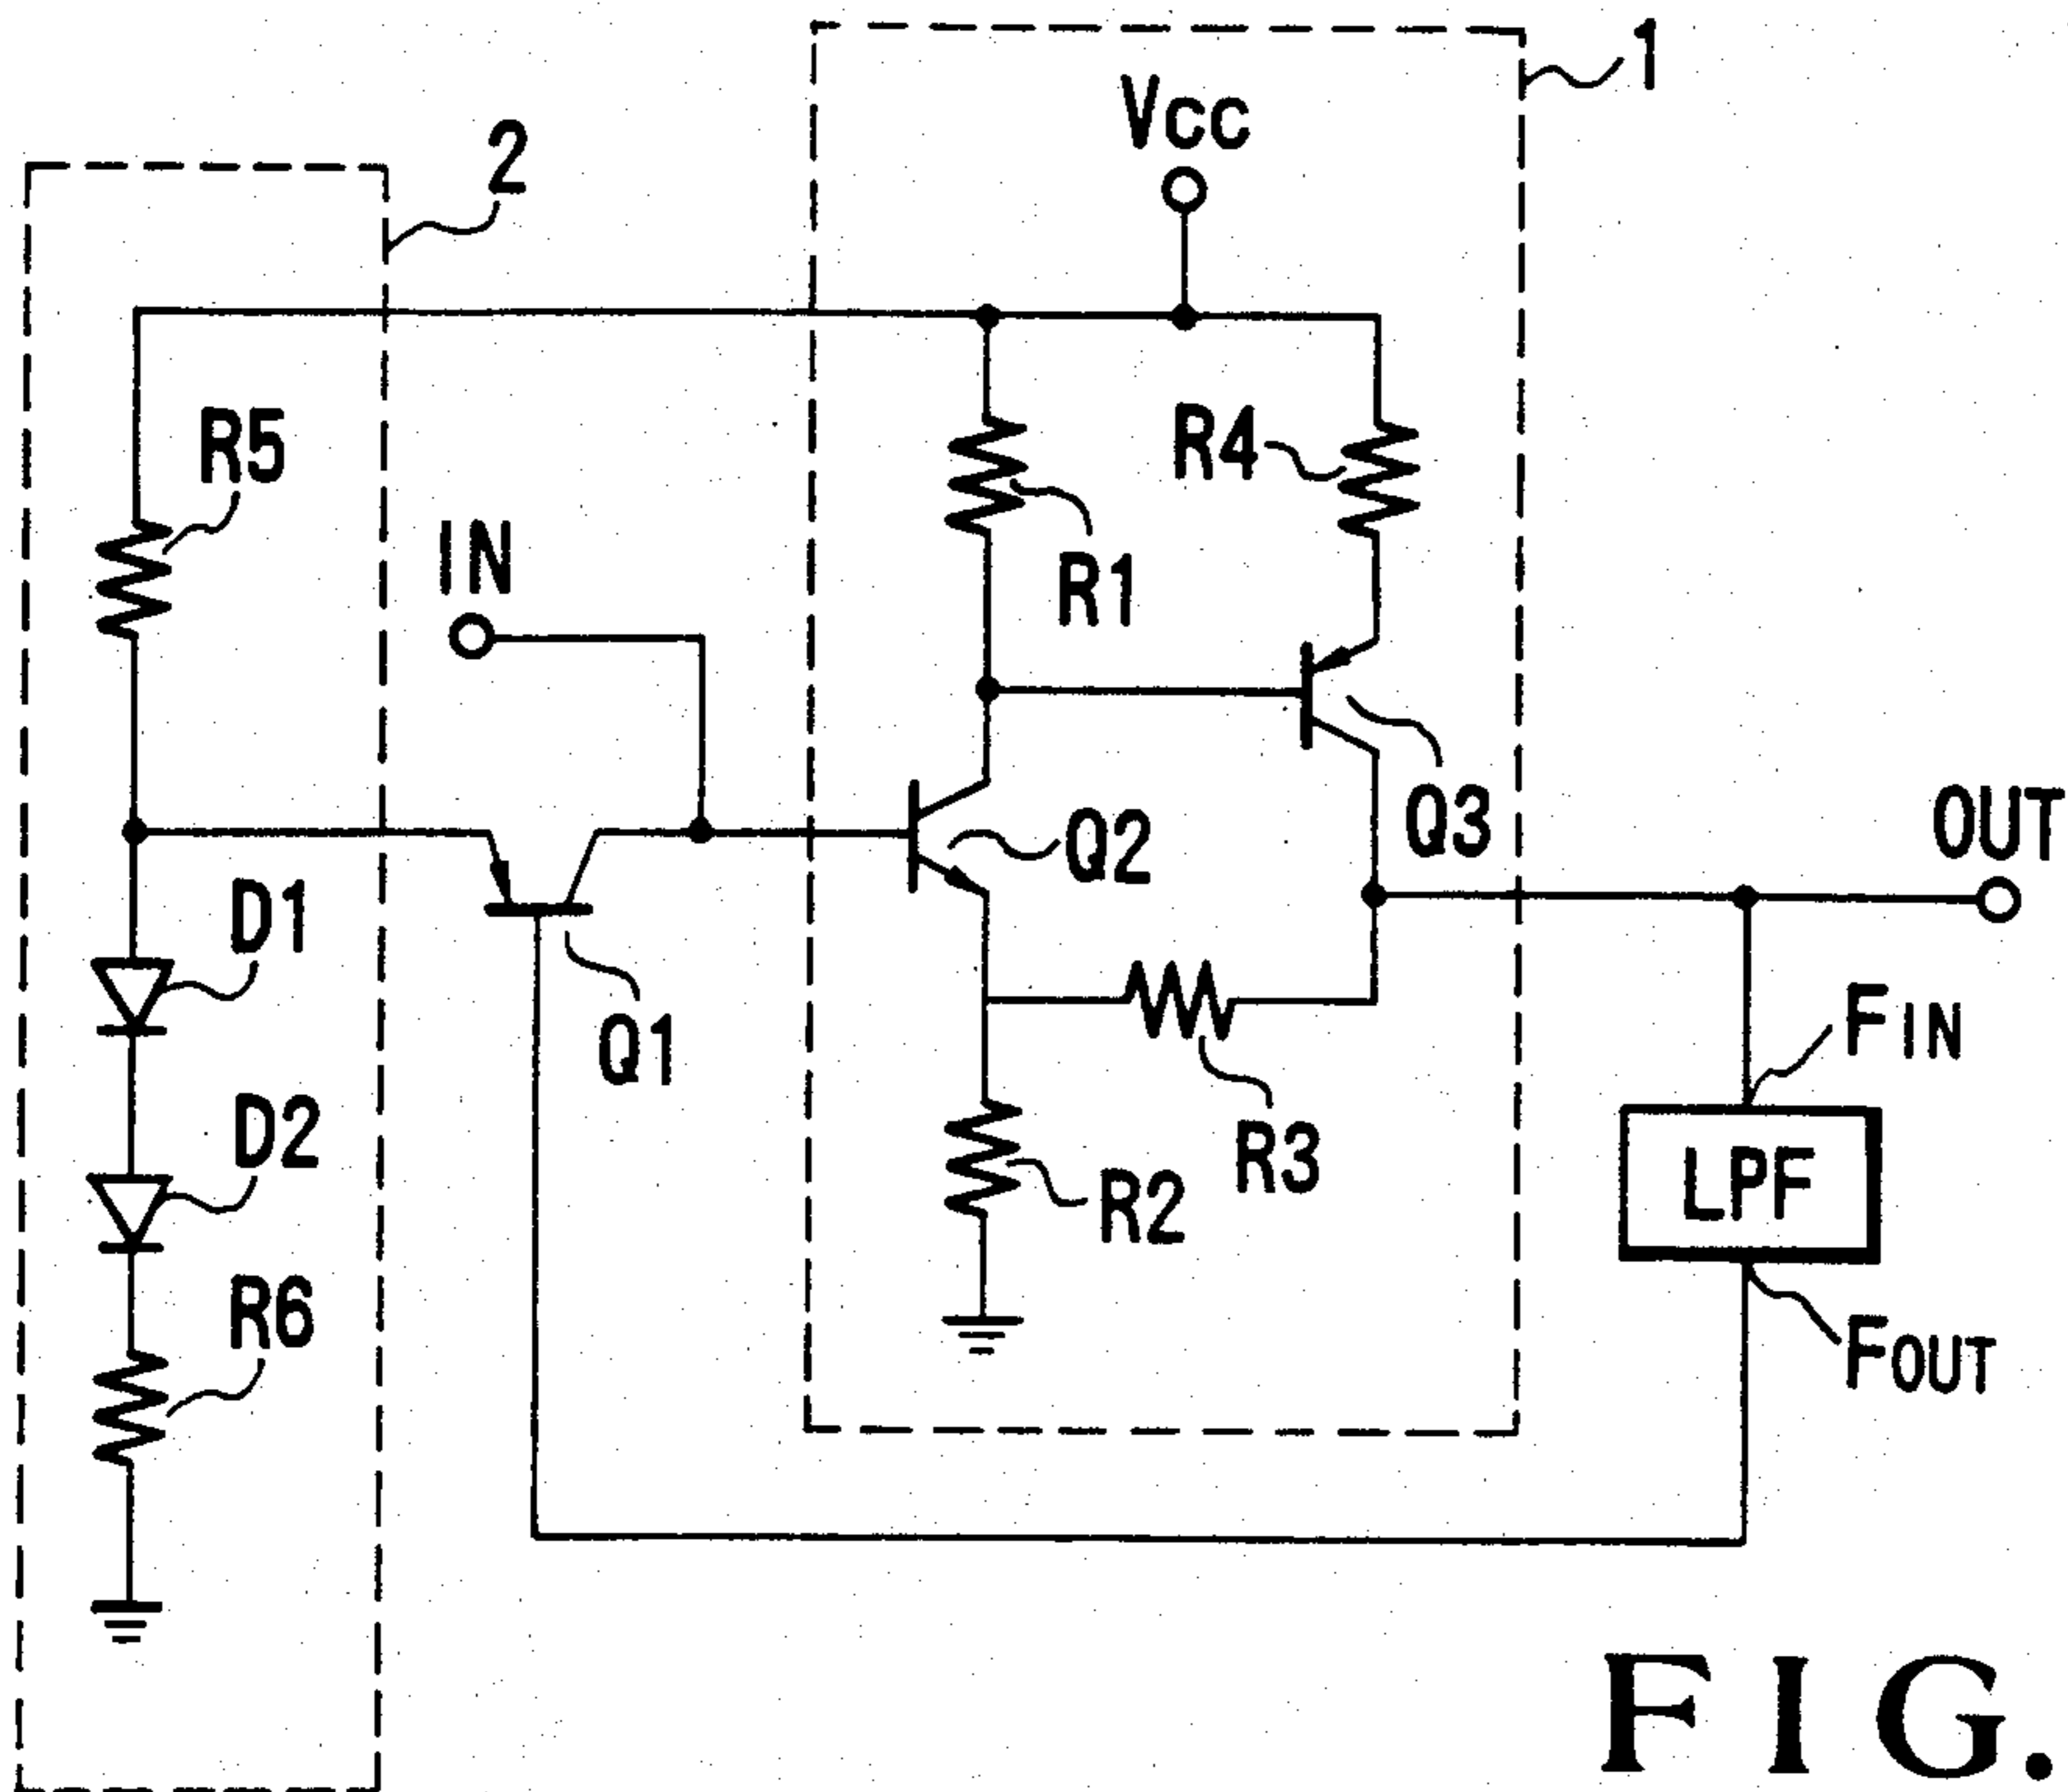 1
VCC
2
R5
R4
IN
R1
Q3
OUT
Q2
D1
Q1
FIN
D2
R3
LPF
R2
R6
FOUT
FIG.